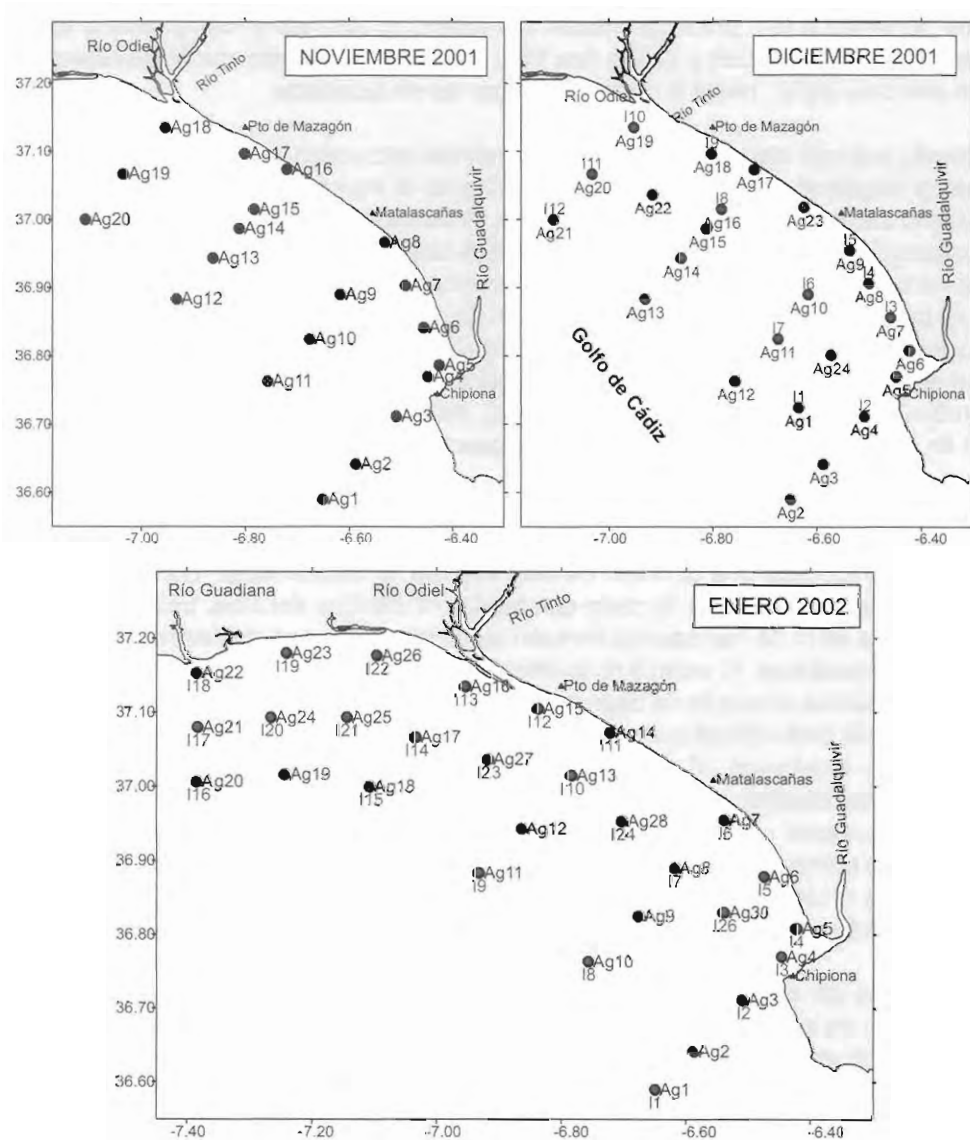 Río Odiel
NOVIEMBRE 2001
Río Tinto
37.20
Ag18
Pto de Mazagón
37.10
Ag17
Ag16
Ag19
Ag15
37.00
Ag20
Ag14
Matalascañas
Ag8
Ag13
Río Guadalquivir
Ag7
36.90
Ag12
Ag9
Ag6
Ag10
36.80
Ag5
Ag11
Ag4
Chipiona
36.70
Ag3
Ag2
36.60
Ag1
-7.00
-6.80
-6.60
-6.40
Río Tinto
DICIEMBRE 2001
Río Odiel
I10
Ag19
Pto de Mazagón
I9
Ag18
I11
Ag20
Ag17
Ag22
I8
Ag16
Ag23
Matalascañas
I12
Ag21
Ag15
I5
Ag9
Río Guadalquivir
Ag14
I4
Ag8
I6
Ag10
Ag13
I3
Ag7
I7
Ag11
Ag6
Golfo de Cádiz
Ag24
Ag5
Ag12
Chipiona
I1
Ag1
I2
Ag4
Ag3
Ag2
-7.00
-6.80
-6.60
-6.40
Río Guadiana
Río Odiel
Río Tinto
ENERO 2002
37.20
Ag23
I19
Ag26
I22
Ag22
I18
Ag16
I13
Pto de Mazagón
37.10
Ag15
I12
Ag21
I17
Ag24
I20
Ag25
I21
Ag17
I14
Ag14
I11
Ag27
I23
Ag13
I10
Matalascañas
37.00
Ag20
I16
Ag19
Ag18
I15
Ag28
I24
Ag7
I6
Río Guadalquivir
Ag12
36.90
Ag11
I9
Ag8
I7
Ag6
I5
Ag9
Ag30
I26
36.80
Ag5
I4
Ag10
I8
Ag4
I3
Chipiona
36.70
Ag3
I2
Ag2
36.60
Ag1
I1
-7.40
-7.20
-7.00
-6.80
-6.60
-6.40